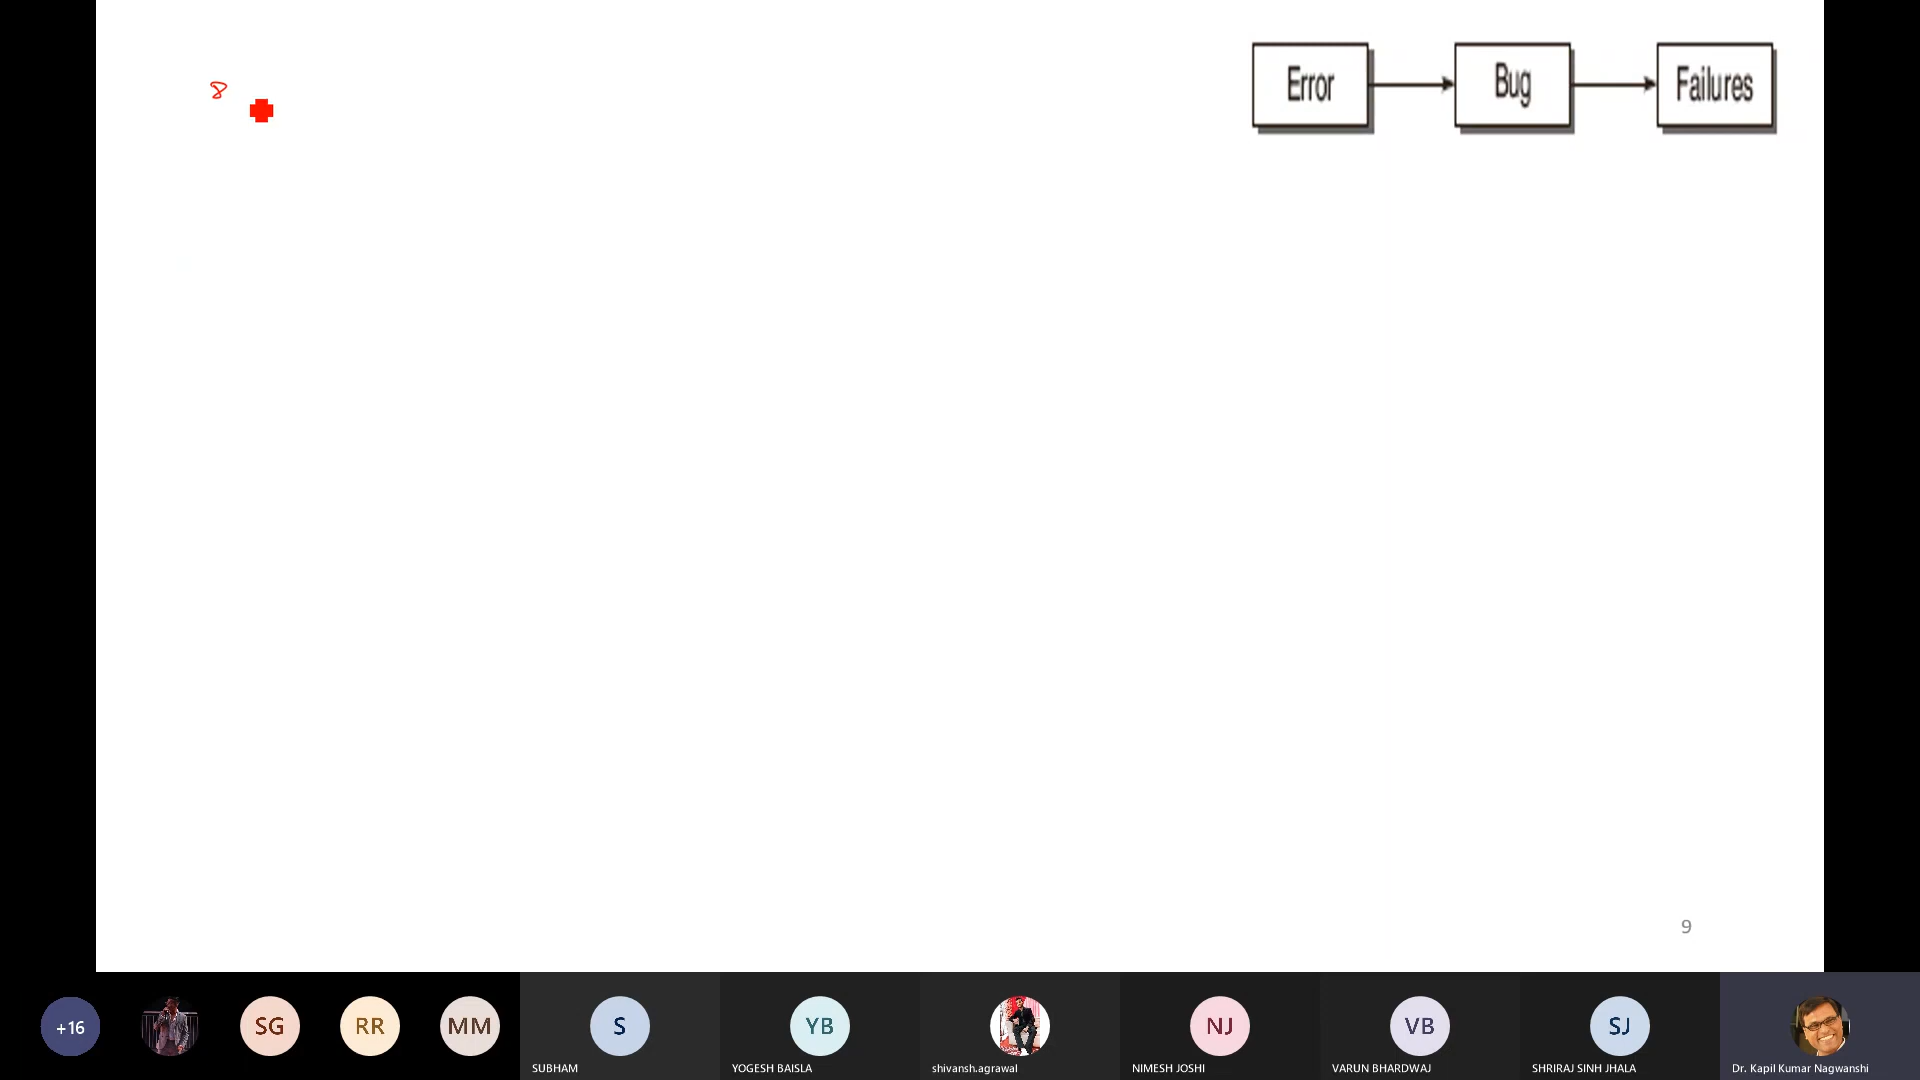 Error Bug Failures
8
9
+16 SG RR MM S YB NJ VB SJ
SUBHAM YOGESH BAISLA shivansh.agrawal NIMESH JOSHI VARUN BHARDWAJ SHRIRAJ SINH JHALA Dr. Kapil Kumar Nagwanshi